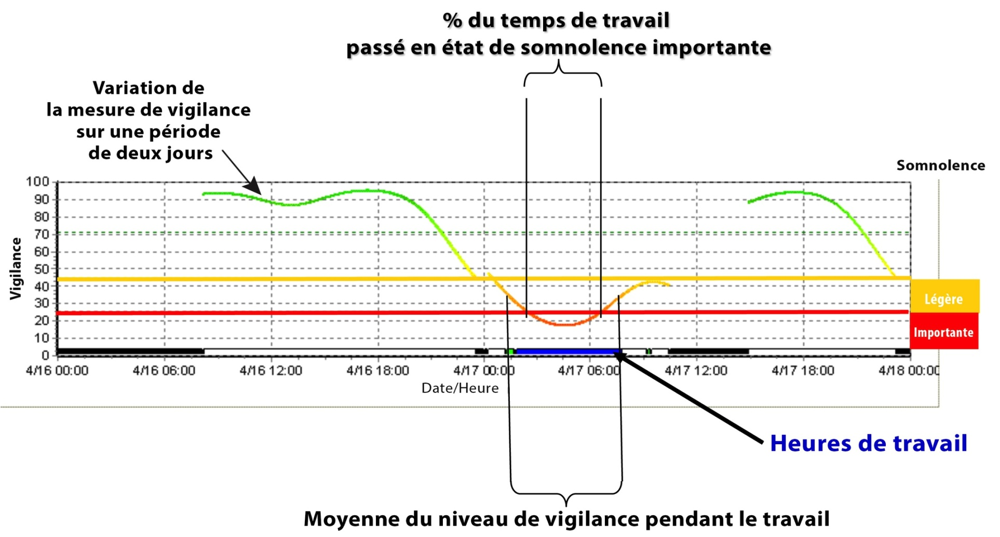 % du temps de travail
passé en état de somnolence importante
Variation de
la mesure de vigilance
sur une période
de deux jours
Somnolence
100
90
80
70
60
50
40
30
20
10
0
Vigilance
Légère
Importante
4/16 00:00 4/16 06:00 4/16 12:00 4/16 18:00 4/17 00:00 4/17 06:00 4/17 12:00 4/17 18:00 4/18 00:00
Date/Heure
Heures de travail
Moyenne du niveau de vigilance pendant le travail